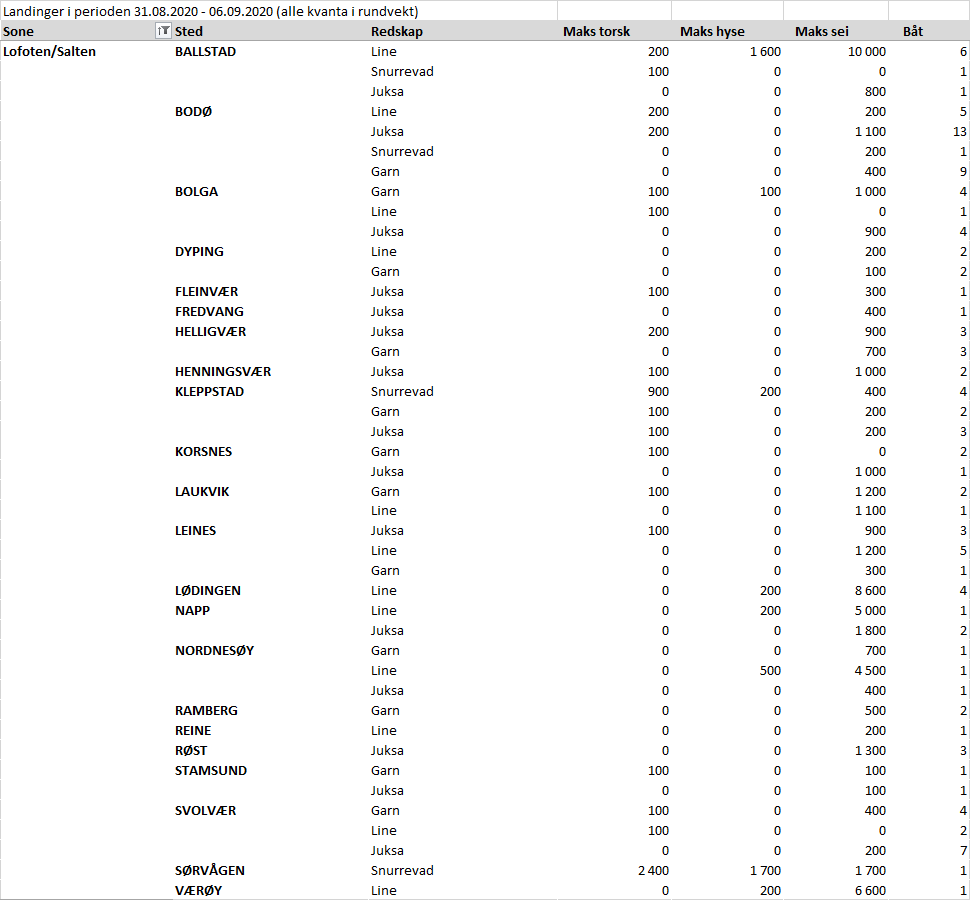 Landinger i perioden 31.08.2020 - 06.09.2020 (alle kvanta i rundvekt)
Sone Sted Redskap Maks torsk Maks hyse Maks sei Båt
Lofoten/Salten BALLSTAD Line 200 1 600 10 000 6
Snurrevad 100 0 0 1
Juksa 0 0 800 1
BODØ Line 200 0 200 5
Juksa 200 0 1 100 13
Snurrevad 0 0 200 1
Garn 0 0 400 9
BOLGA Garn 100 100 1 000 4
Line 100 0 0 1
Juksa 0 0 900 4
DYPING Line 0 0 200 2
Garn 0 0 100 2
FLEINVÆR Juksa 100 0 300 1
FREDVANG Juksa 0 0 400 1
HELLIGVÆR Juksa 200 0 900 3
Garn 0 0 700 3
HENNINGSVÆR Juksa 100 0 1 000 2
KLEPPSTAD Snurrevad 900 200 400 4
Garn 100 0 200 2
Juksa 100 0 200 3
KORSNES Garn 100 0 0 2
Juksa 0 0 1 000 1
LAUKVIK Garn 100 0 1 200 2
Line 0 0 1 100 1
LEINES Juksa 100 0 900 3
Line 0 0 1 200 5
Garn 0 0 300 1
LØDINGEN Line 0 200 8 600 4
NAPP Line 0 200 5 000 1
Juksa 0 0 1 800 2
NORDNESØY Garn 0 0 700 1
Line 0 500 4 500 1
Juksa 0 0 400 1
RAMBERG Garn 0 0 500 2
REINE Line 0 0 200 1
RØST Juksa 0 0 1 300 3
STAMSUND Garn 100 0 100 1
Juksa 0 0 100 1
SVOLVÆR Garn 100 0 400 4
Line 100 0 0 2
Juksa 0 0 200 7
SØRVÅGEN Snurrevad 2 400 1 700 1 700 1
VÆRØY Line 0 200 6 600 1